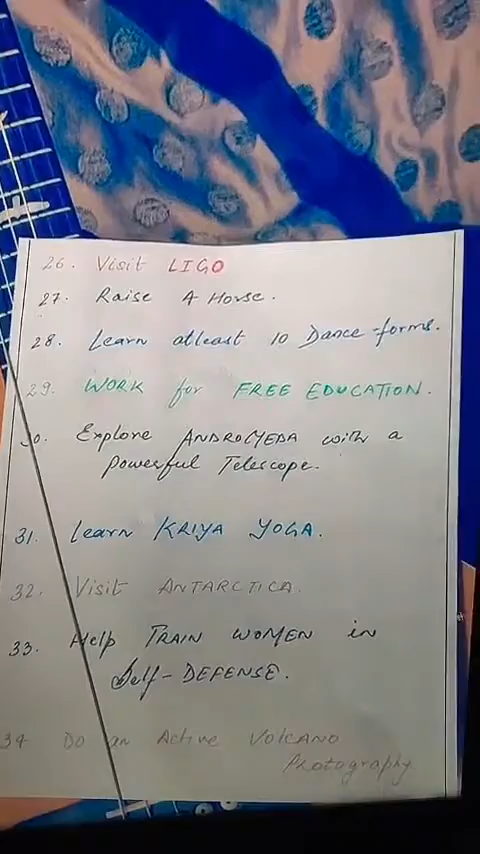 26. Visit LIGO
27. Raise A Horse.
28. Learn atleast 10 Dance-forms.
29. WORK for FREE EDUCATION.
30. Explore ANDROMEDA with a
powerful Telescope.
31. Learn KRIYA YOGA.
32. Visit ANTARCTICA.
33. Help TRAIN WOMEN in
Self-DEFENSE.
34 Do an Active VOLCANO
Photography